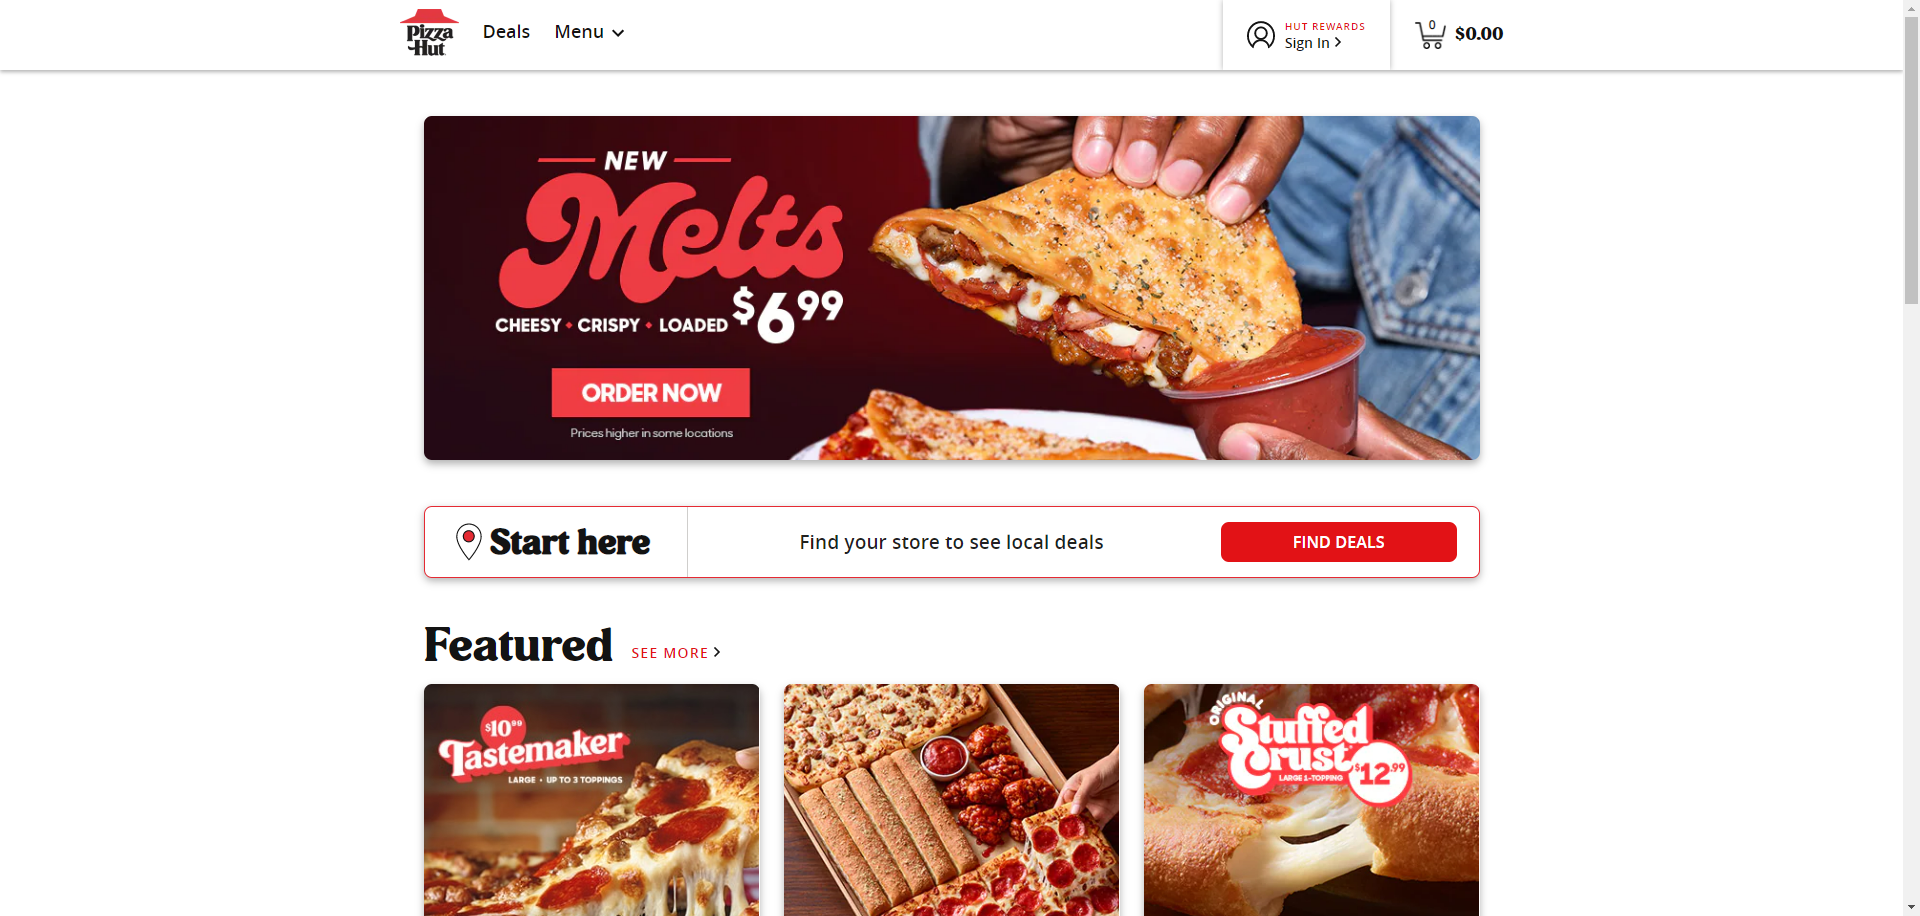 Pizza
Hut
Deals
Menu
HUT REWARDS
Sign In
0
$0.00
NEW
Melts
CHEESY • CRISPY • LOADED
$6.99
ORDER NOW
Prices higher in some locations
Start here
Find your store to see local deals
FIND DEALS
Featured
SEE MORE
$10.99
Tastemaker
LARGE • UP TO 3 TOPPINGS
ORIGINAL
Stuffed
Crust
LARGE 1-TOPPING
$12.99